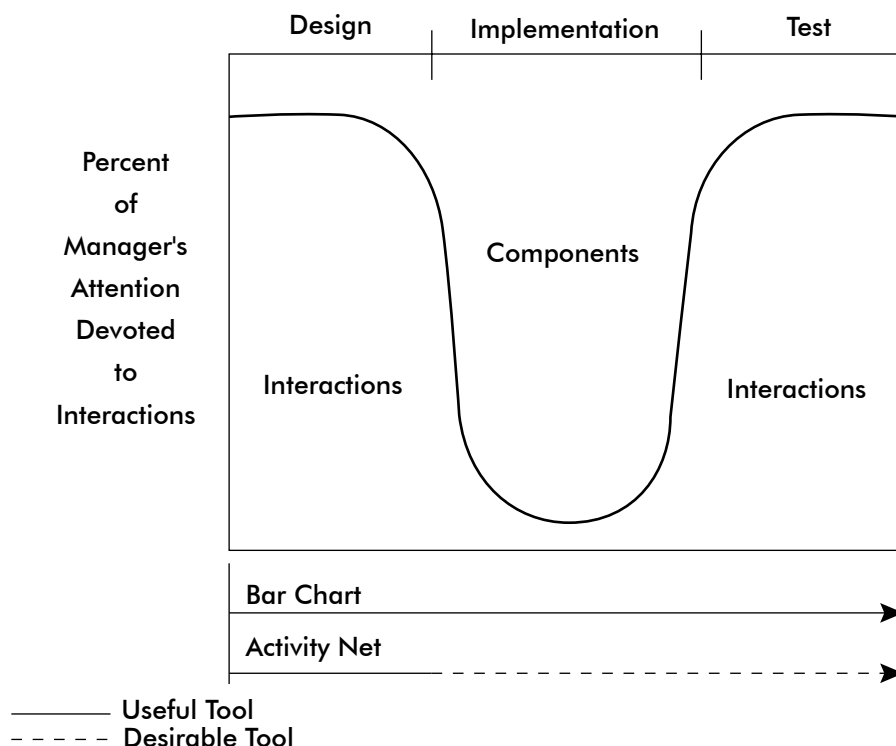 Design
Implementation
Test
Percent
of
Manager's
Attention
Devoted
to
Interactions
Components
Interactions
Interactions
Bar Chart
Activity Net
Useful Tool
Desirable Tool